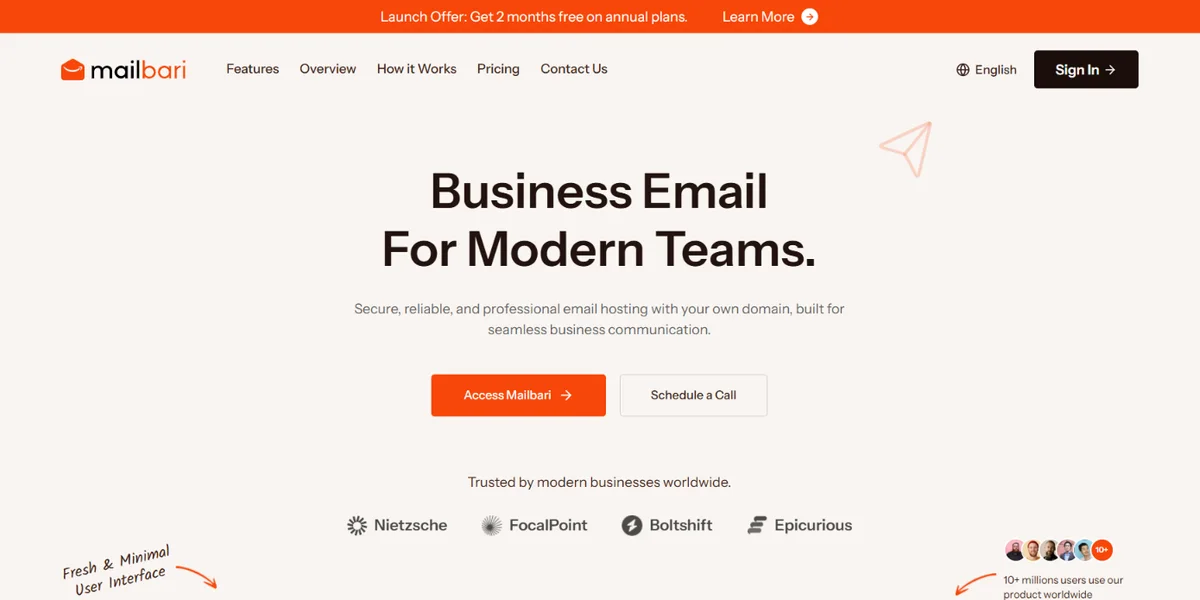 Launch Offer: Get 2 months free on annual plans. Learn More
mailbari Features Overview How it Works Pricing Contact Us English Sign In
Business Email
For Modern Teams.
Secure, reliable, and professional email hosting with your own domain, built for
seamless business communication.
Access Mailbari Schedule a Call
Trusted by modern businesses worldwide.
Nietzsche FocalPoint Boltshift Epicurious
Fresh & Minimal
User Interface
10+
10+ millions users use our
product worldwide